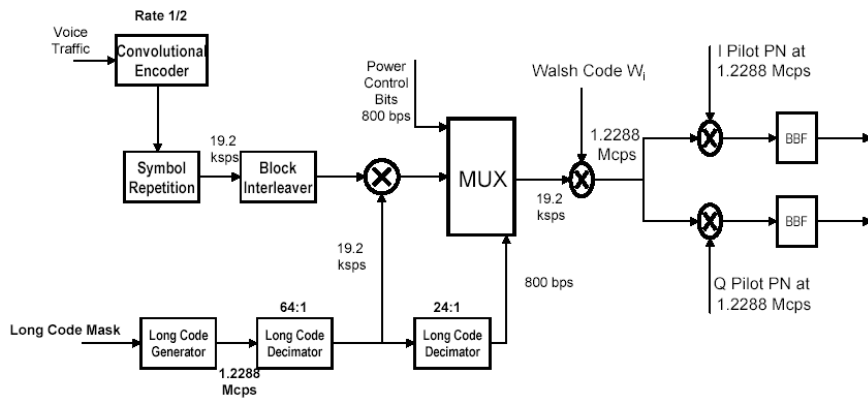 Rate 1/2
Voice
Traffic
Convolutional
Encoder
Power
Control
Bits
800 bps
Walsh Code Wi
I Pilot PN at
1.2288 Mcps
19.2
ksps
Symbol
Repetition
Block
Interleaver
MUX
1.2288
Mcps
BBF
19.2
ksps
BBF
19.2
ksps
800 bps
Q Pilot PN at
1.2288 Mcps
64:1
24:1
Long Code Mask
Long Code
Generator
Long Code
Decimator
Long Code
Decimator
1.2288
Mcps